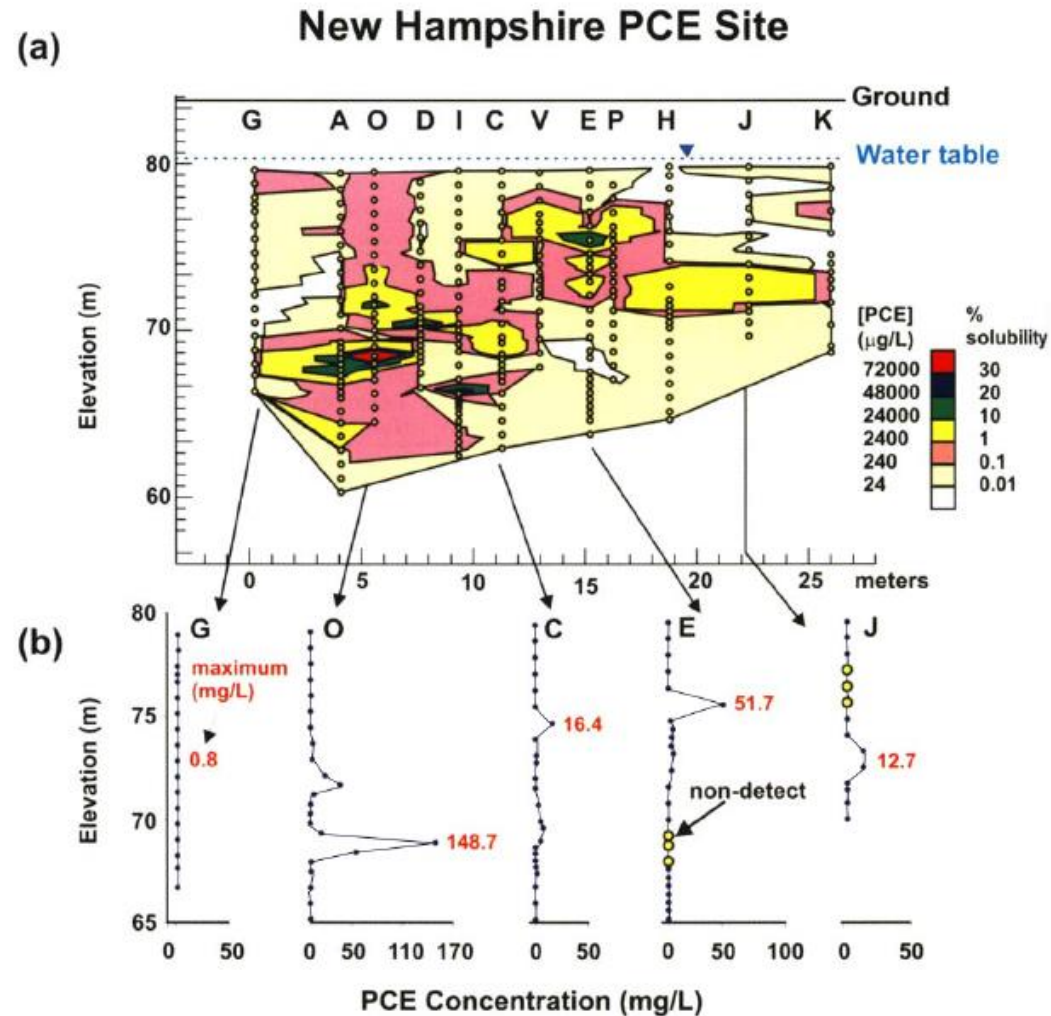 New Hampshire PCE Site
(a)
Ground
G A O D I C V E P H J K
Water table
80
70
60
Elevation (m)
[PCE] %
(µg/L) solubility
72000 30
48000 20
24000 10
2400 1
240 0.1
24 0.01
0 5 10 15 20 25 meters
(b)
80
75
70
65
Elevation (m)
G O C E J
maximum
(mg/L)
0.8
148.7
16.4
51.7
12.7
non-detect
0 50 0 50 110 170 0 50 0 50 100 0 50
PCE Concentration (mg/L)